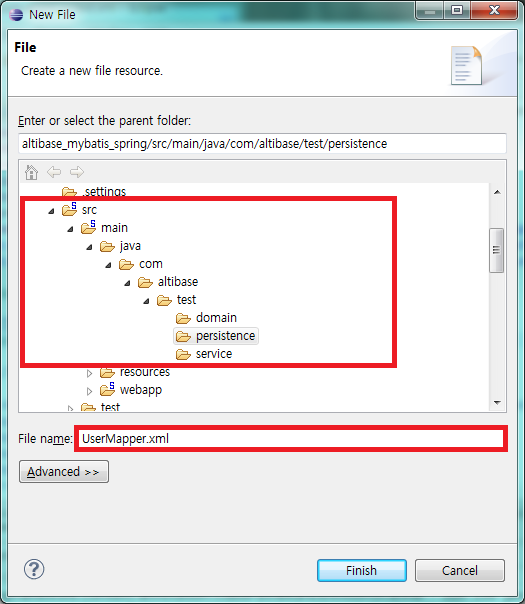 New File
File
Create a new file resource.
Enter or select the parent folder:
altibase_mybatis_spring/src/main/java/com/altibase/test/persistence
.settings
src
main
java
com
altibase
test
domain
persistence
service
resources
webapp
test
File name: UserMapper.xml
Advanced >>
Finish Cancel